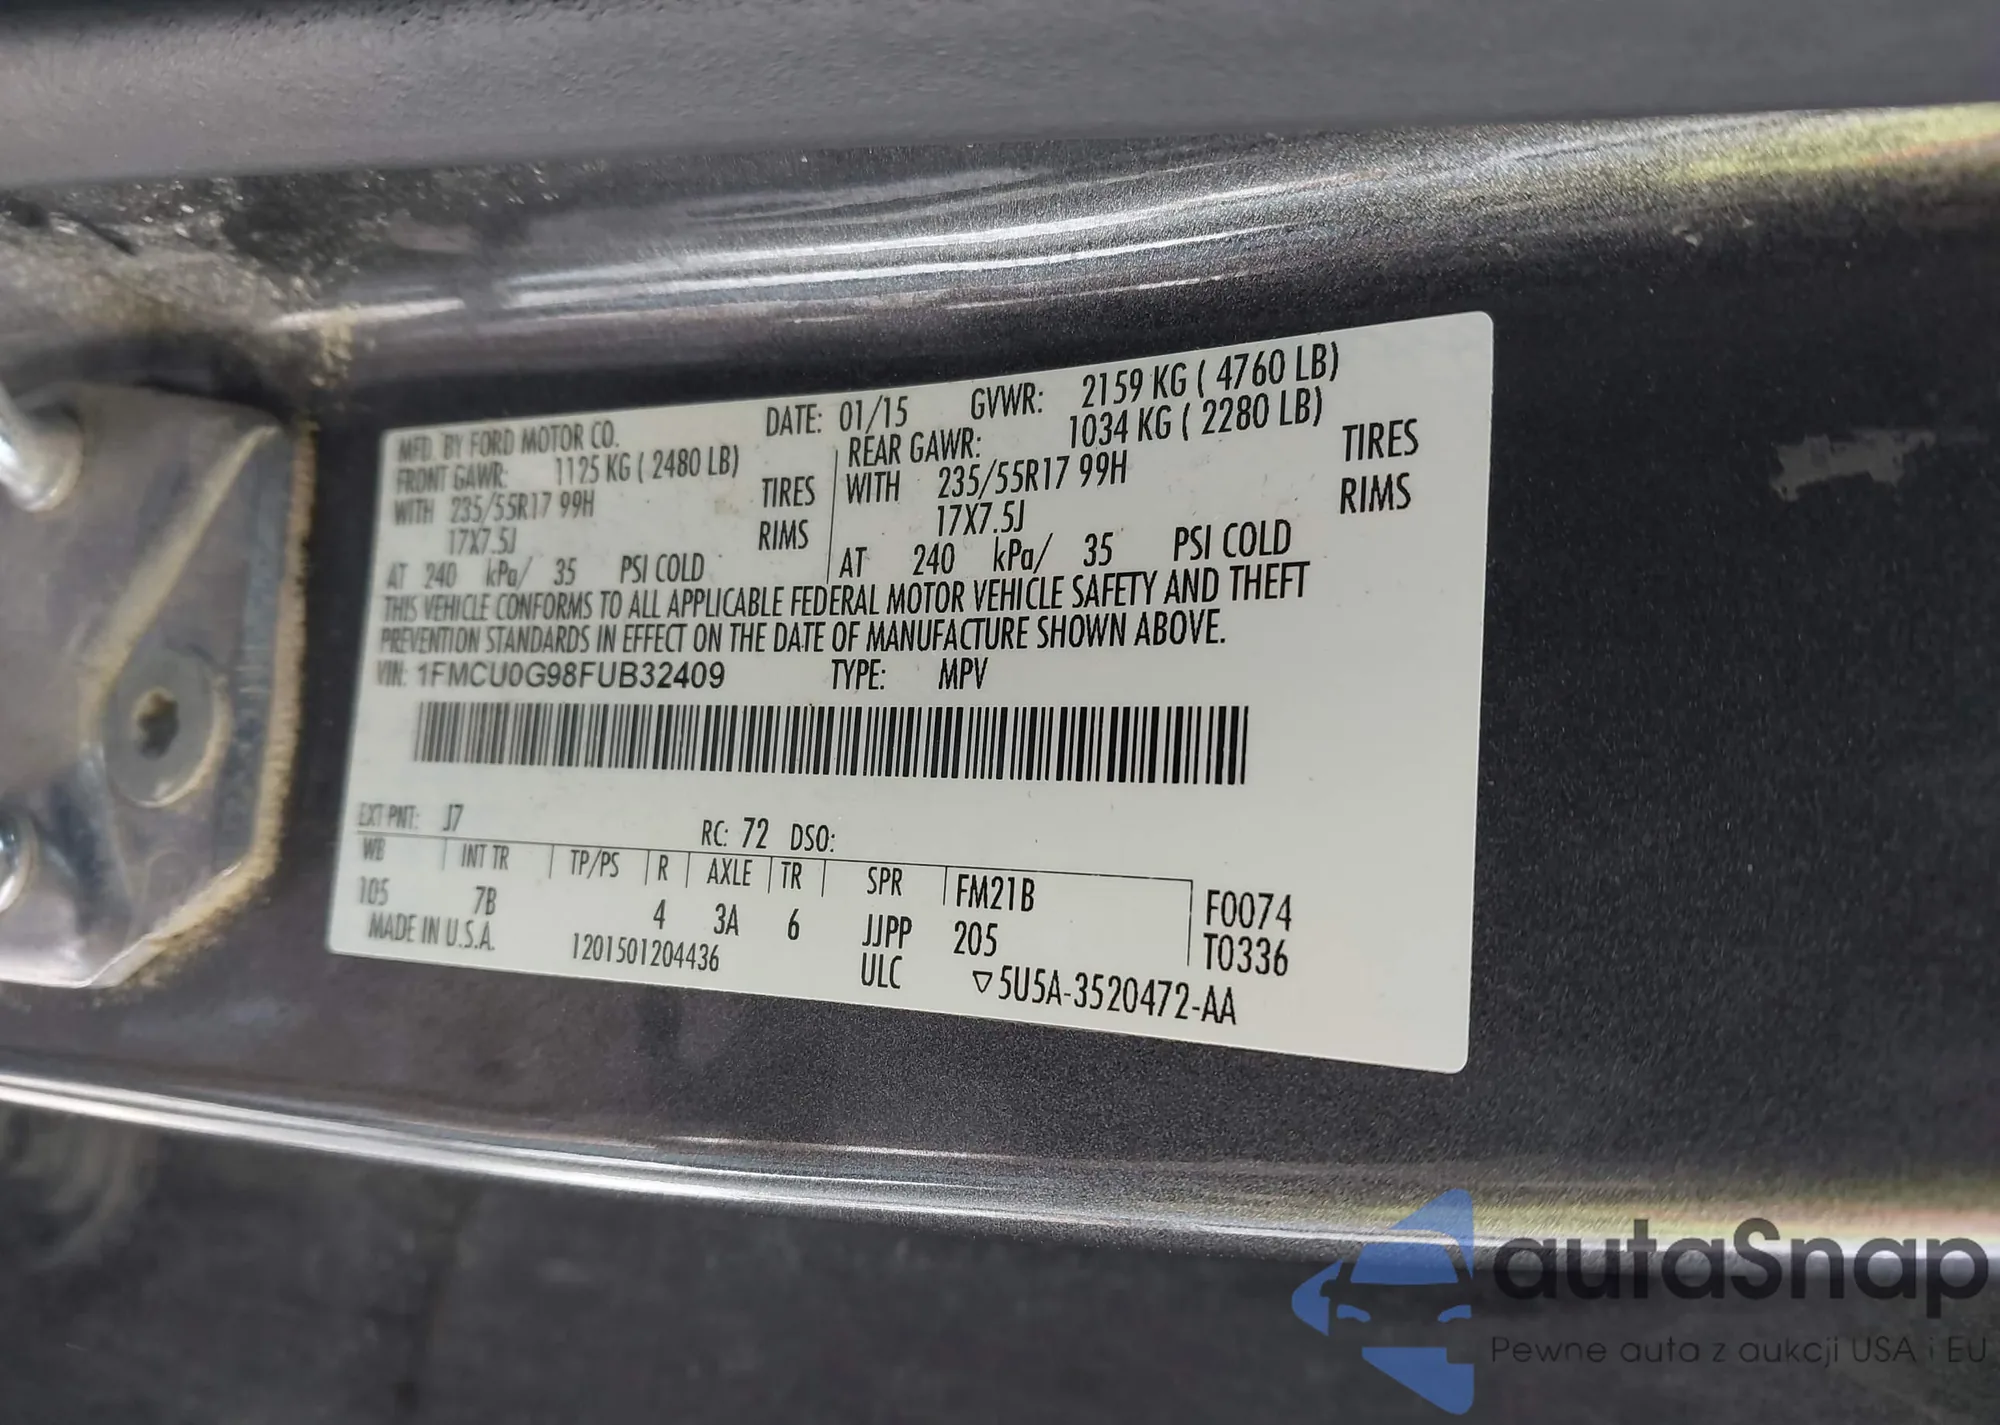 MFD. BY FORD MOTOR CO. DATE: 01/15 GVWR: 2159 KG ( 4760 LB)
FRONT GAWR: 1125 KG ( 2480 LB) REAR GAWR: 1034 KG ( 2280 LB)
WITH 235/55R17 99H TIRES WITH 235/55R17 99H TIRES
17X7.5J RIMS 17X7.5J RIMS
AT 240 kPa/ 35 PSI COLD AT 240 kPa/ 35 PSI COLD
THIS VEHICLE CONFORMS TO ALL APPLICABLE FEDERAL MOTOR VEHICLE SAFETY AND THEFT
PREVENTION STANDARDS IN EFFECT ON THE DATE OF MANUFACTURE SHOWN ABOVE.
VIN: 1FMCU0G98FUB32409 TYPE: MPV
EXT PNT: J7 RC: 72 DSO:
WB INT TR TP/PS R AXLE TR SPR FM21B F0074
105 7B 4 3A 6 JJPP 205 T0336
MADE IN U.S.A. 1201501204436 ULC ▽5U5A-3520472-AA
autaSnap
Pewne auta z aukcji USA i EU